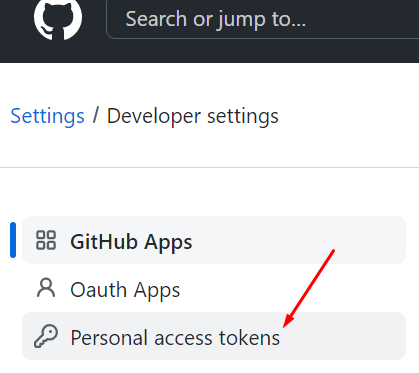 Search or jump to...
Settings / Developer settings
GitHub Apps
Oauth Apps
Personal access tokens